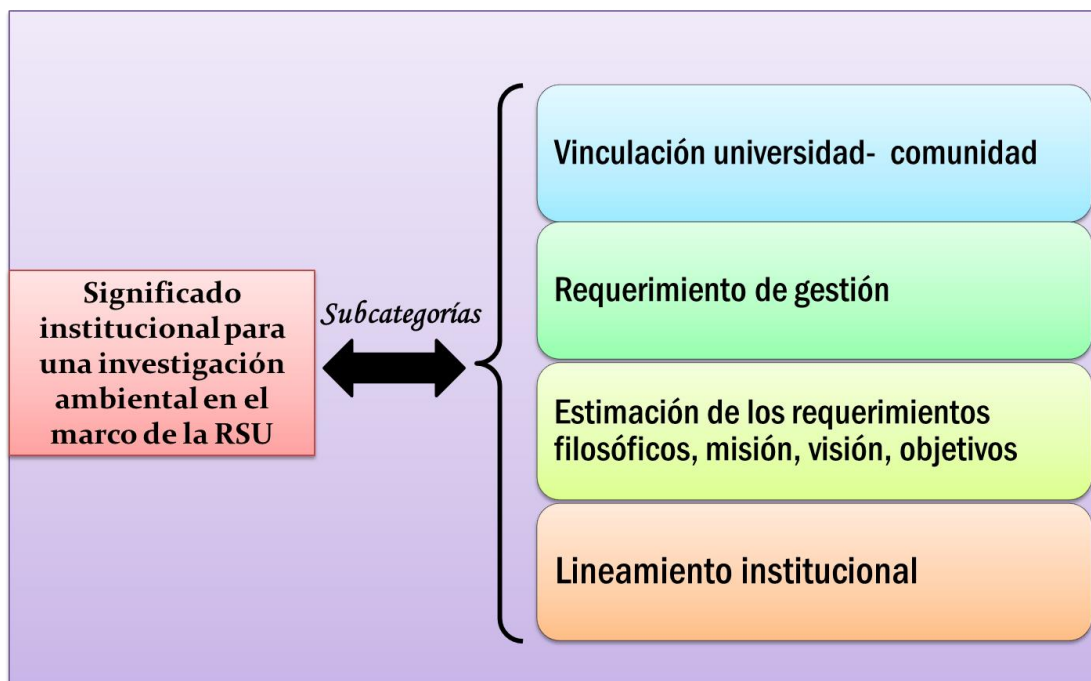 Significado
institucional para
una investigación
ambiental en el
marco de la RSU
Subcategorías
Vinculación universidad- comunidad
Requerimiento de gestión
Estimación de los requerimientos
filosóficos, misión, visión, objetivos
Lineamiento institucional